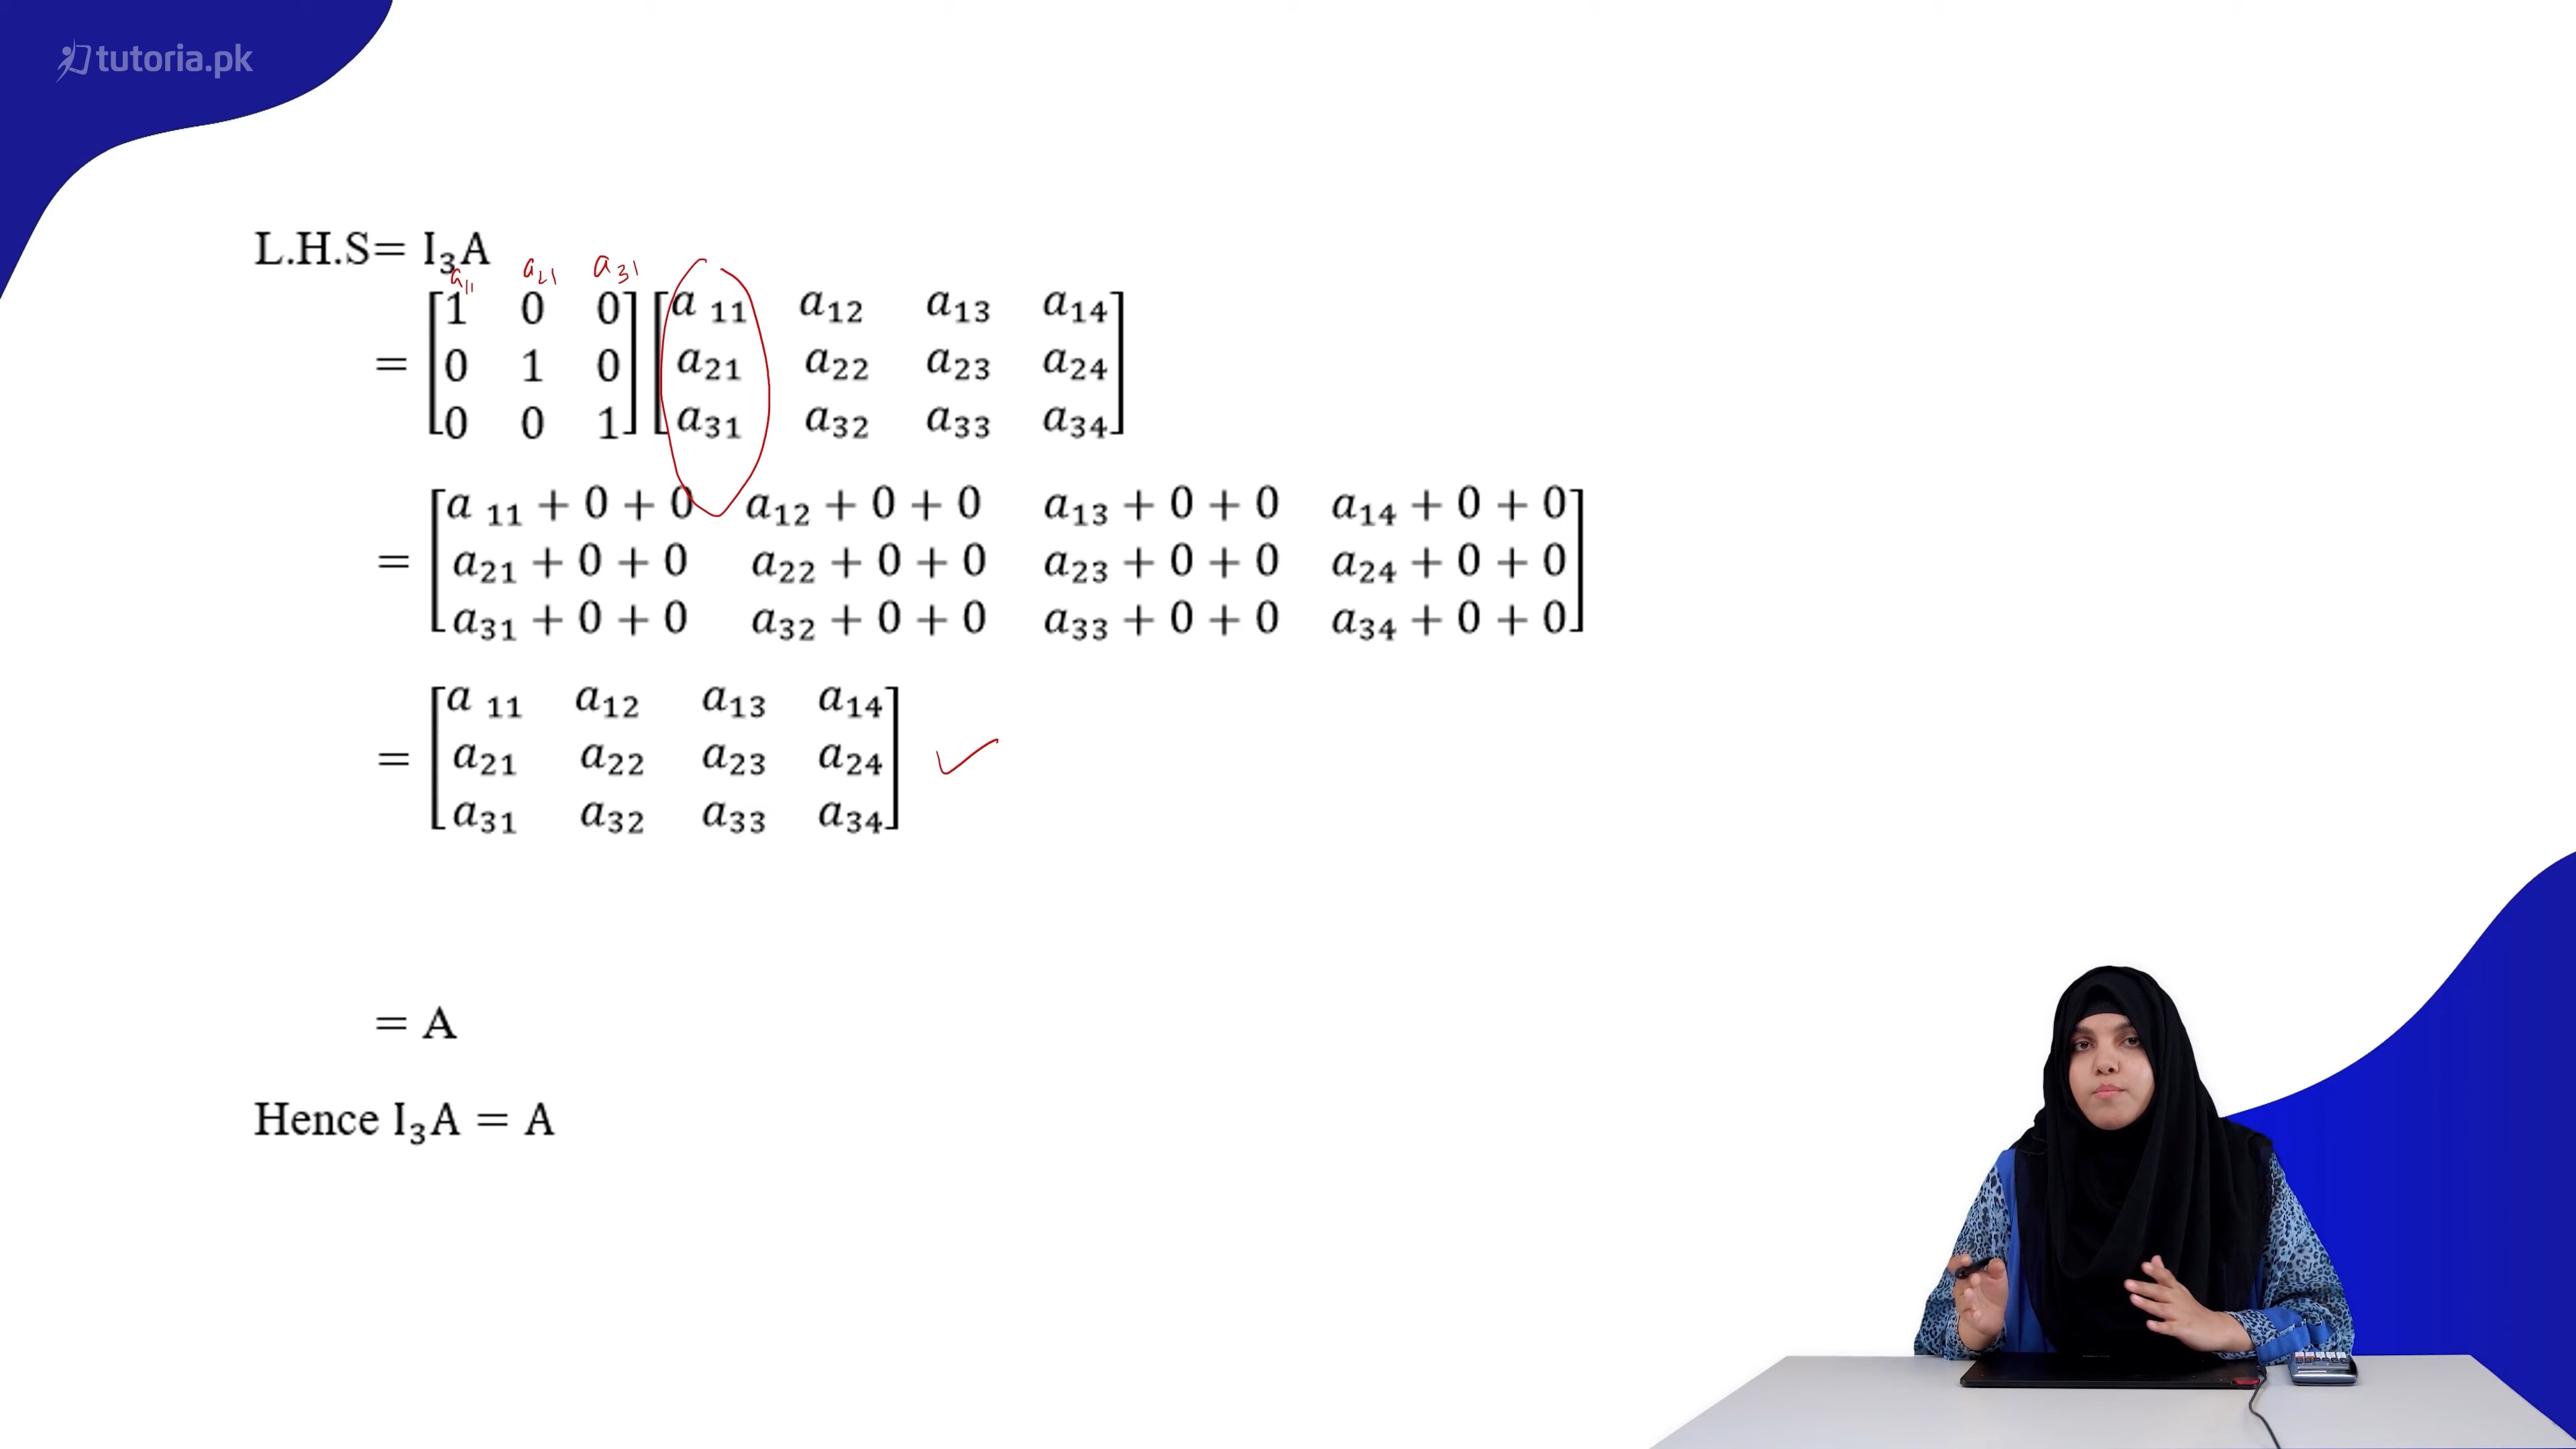 tutoria.pk
L.H.S= I₃A
a₁₁ a₂₁ a₃₁
= [1 0 0] [a ₁₁ a₁₂ a₁₃ a₁₄]
[0 1 0] [a₂₁ a₂₂ a₂₃ a₂₄]
[0 0 1] [a₃₁ a₃₂ a₃₃ a₃₄]
= [a ₁₁ + 0 + 0 a₁₂ + 0 + 0 a₁₃ + 0 + 0 a₁₄ + 0 + 0]
[a₂₁ + 0 + 0 a₂₂ + 0 + 0 a₂₃ + 0 + 0 a₂₄ + 0 + 0]
[a₃₁ + 0 + 0 a₃₂ + 0 + 0 a₃₃ + 0 + 0 a₃₄ + 0 + 0]
= [a ₁₁ a₁₂ a₁₃ a₁₄]
[a₂₁ a₂₂ a₂₃ a₂₄]
[a₃₁ a₃₂ a₃₃ a₃₄]
= A
Hence I₃A = A